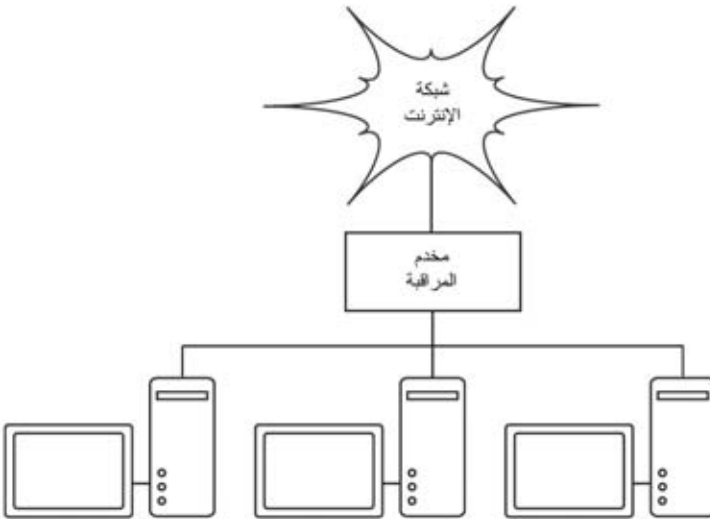 شبكة
الإنترنت
مخدم
المراقبة